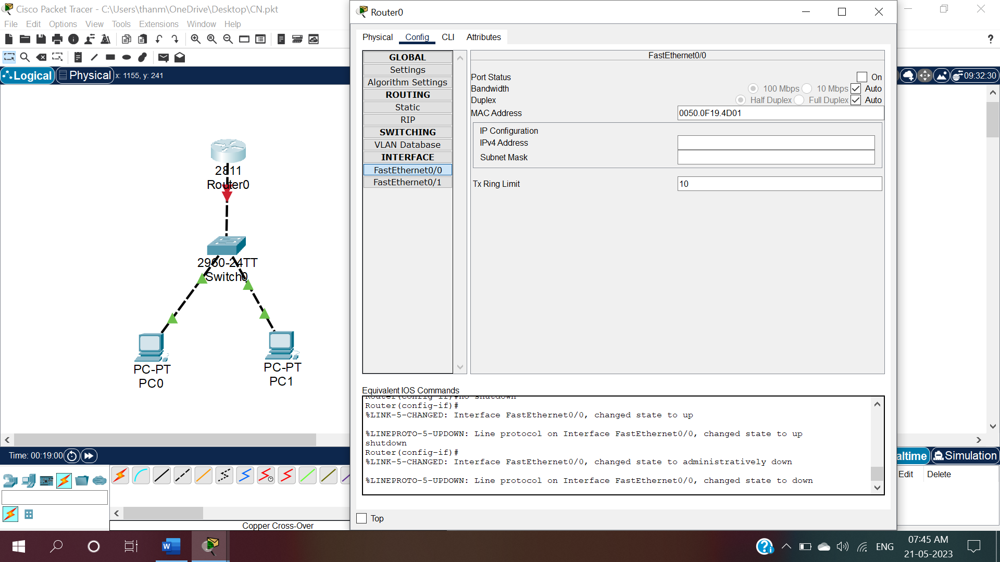 Cisco Packet Tracer - C:\Users\thanm\OneDrive\Desktop\CN.pkt
File Edit Options View Tools Extensions Window Help
Logical Physical x: 1155, y: 241
2811
Router0
2960-24TT
Switch0
PC-PT
PC0
PC-PT
PC1
Time: 00:19:00
Copper Cross-Over
Router0
Physical Config CLI Attributes
GLOBAL
Settings
Algorithm Settings
ROUTING
Static
RIP
SWITCHING
VLAN Database
INTERFACE
FastEthernet0/0
FastEthernet0/1
FastEthernet0/0
Port Status On
Bandwidth 100 Mbps 10 Mbps Auto
Duplex Half Duplex Full Duplex Auto
MAC Address 0050.0F19.4D01
IP Configuration
IPv4 Address
Subnet Mask
Tx Ring Limit 10
Equivalent IOS Commands
Router(config-if)#no shutdown
Router(config-if)#
%LINK-5-CHANGED: Interface FastEthernet0/0, changed state to up
%LINEPROTO-5-UPDOWN: Line protocol on Interface FastEthernet0/0, changed state to up
shutdown
Router(config-if)#
%LINK-5-CHANGED: Interface FastEthernet0/0, changed state to administratively down
%LINEPROTO-5-UPDOWN: Line protocol on Interface FastEthernet0/0, changed state to down
Top
?
09:32:30
altime Simulation
Edit Delete
W
ENG
07:45 AM
21-05-2023